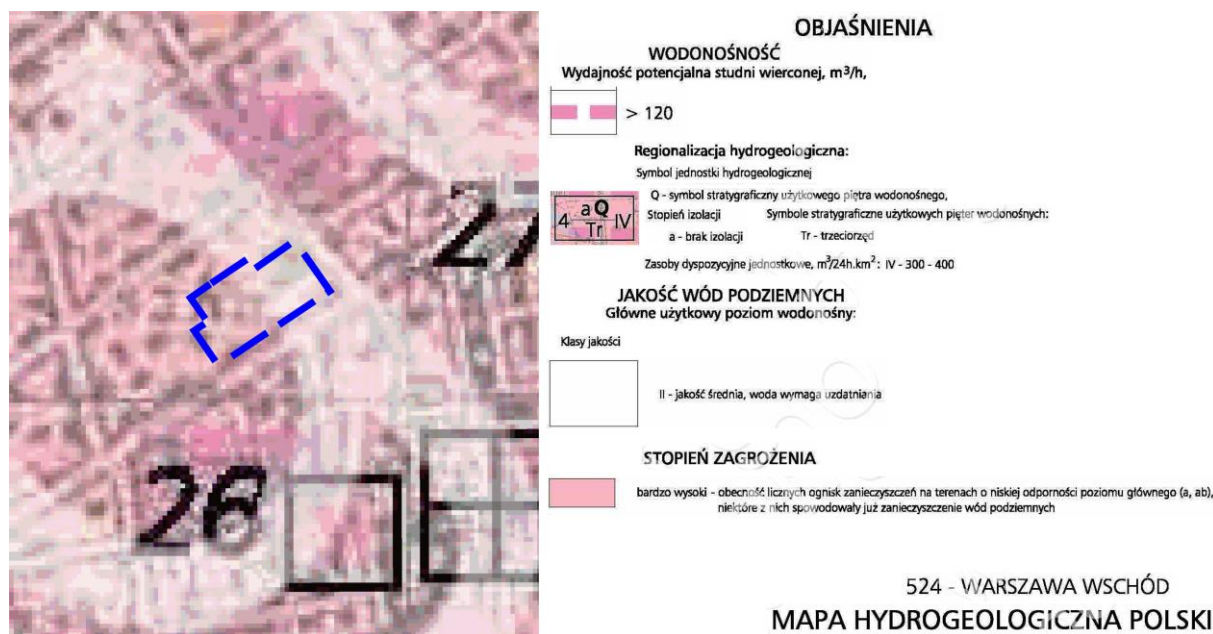 27
28
OBJAŚNIENIA
WODONOŚNOŚĆ
Wydajność potencjalna studni wierconej, m³/h,
> 120
Regionalizacja hydrogeologiczna:
Symbol jednostki hydrogeologicznej
Q - symbol stratygraficzny użytkowego piętra wodonośnego,
4 a Q Tr IV
Stopień izolacji Symbole stratygraficzne użytkowych pięter wodonośnych:
a - brak izolacji Tr - trzeciorzęd
Zasoby dyspozycyjne jednostkowe, m³/24h.km²: IV - 300 - 400
JAKOŚĆ WÓD PODZIEMNYCH
Główne użytkowy poziom wodonośny:
Klasy jakości
II - jakość średnia, woda wymaga uzdatniania
STOPIEŃ ZAGROŻENIA
bardzo wysoki - obecność licznych ognisk zanieczyszczeń na terenach o niskiej odporności poziomu głównego (a, ab),
niektóre z nich spowodowały już zanieczyszczenie wód podziemnych
524 - WARSZAWA WSCHÓD
MAPA HYDROGEOLOGICZNA POLSKI